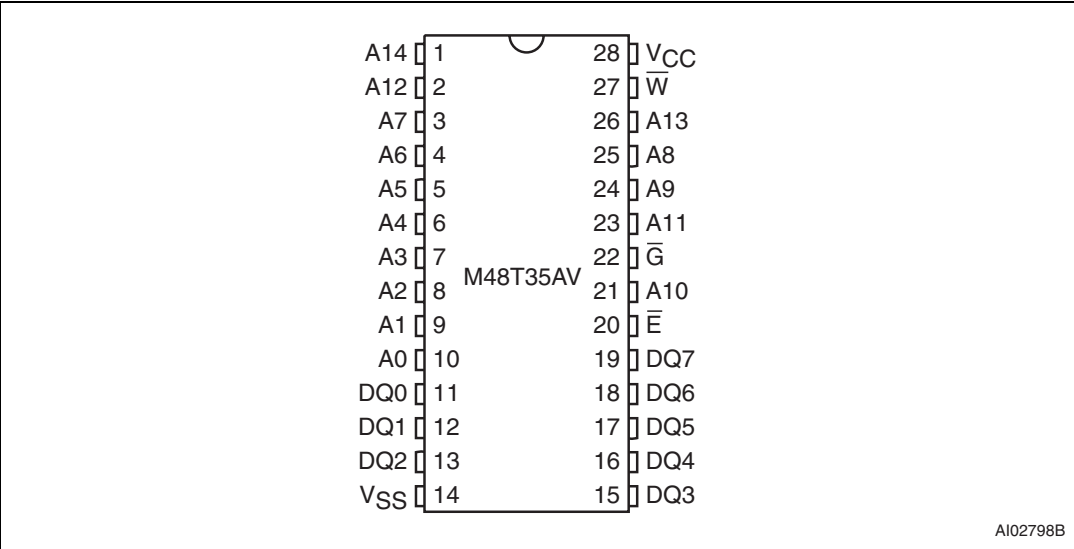 A14 1 28 VCC
A12 2 27 W̅
A7 3 26 A13
A6 4 25 A8
A5 5 24 A9
A4 6 23 A11
A3 7 22 G̅
M48T35AV
A2 8 21 A10
A1 9 20 E̅
A0 10 19 DQ7
DQ0 11 18 DQ6
DQ1 12 17 DQ5
DQ2 13 16 DQ4
VSS 14 15 DQ3
AI02798B